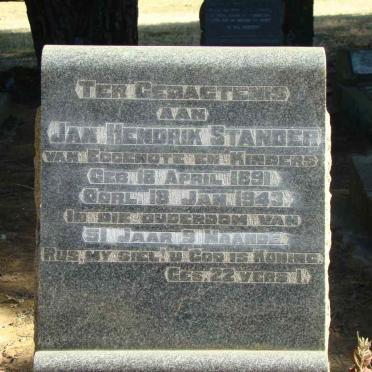 TER GEDAGTENIS
AAN
JAN HENDRIK STANDER
VAN EGGENOTE EN KINDERS
GEB 18 APRIL 1891
OORL 18 JAN 1943
IN DIE OUDERDOM VAN
51 JAAR 9 MAANDE
RUS, MY SIEL, U GOD IS KONING.
GES. 22 VERS 1.